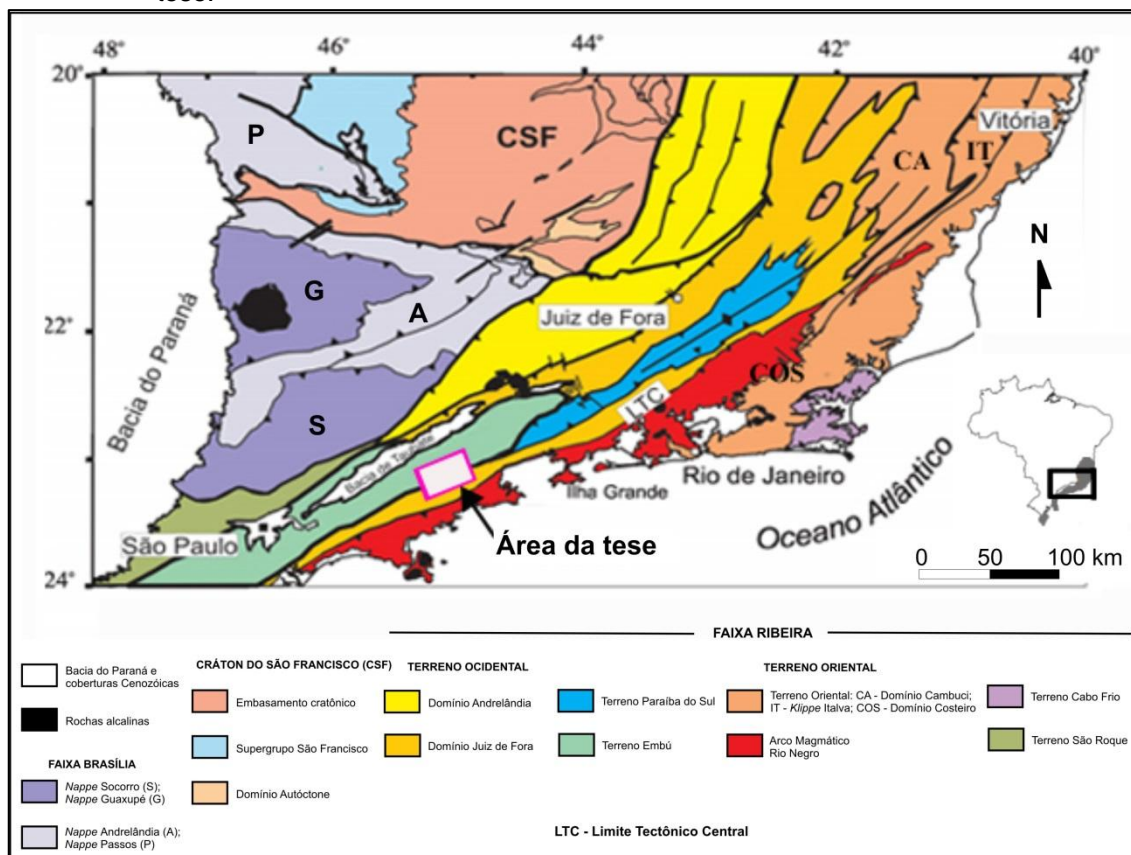 48°
46°
44°
42°
40°
20°
P
CSF
Vitória
CA
IT
N
G
A
Juiz de Fora
22°
Bacia do Paraná
S
COS
LTC
Bacia de Taubaté
Rio de Janeiro
Ilha Grande
Oceano Atlântico
São Paulo
Área da tese
0 50 100 km
24°
FAIXA RIBEIRA
Bacia do Paraná e
coberturas Cenozóicas
Rochas alcalinas
FAIXA BRASÍLIA
Nappe Socorro (S);
Nappe Guaxupé (G)
Nappe Andrelândia (A);
Nappe Passos (P)
CRÁTON DO SÃO FRANCISCO (CSF)
Embasamento cratônico
Supergrupo São Francisco
Domínio Autóctone
TERRENO OCIDENTAL
Domínio Andrelândia
Domínio Juiz de Fora
Terreno Paraíba do Sul
Terreno Embú
TERRENO ORIENTAL
Terreno Oriental: CA - Domínio Cambuci;
IT - Klippe Italva; COS - Domínio Costeiro
Arco Magmático
Rio Negro
Terreno Cabo Frio
Terreno São Roque
LTC - Limite Tectônico Central